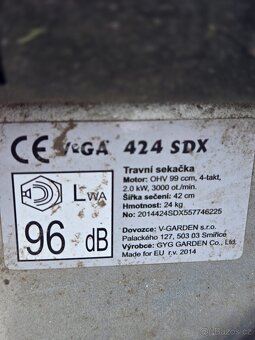 CE VeGA 424 SDX
Travní sekačka
Motor: OHV 99 ccm, 4-takt,
2.0 kW, 3000 ot./min.
Šířka sečení: 42 cm
Hmotnost: 24 kg
No: 2014424SDX557746225
LWA
96 dB
Dovozce: V-GARDEN s.r.o.
Palackého 127, 503 03 Smiřice
Výrobce: GYG GARDEN Co., Ltd.
Made for EU r.v. 2014